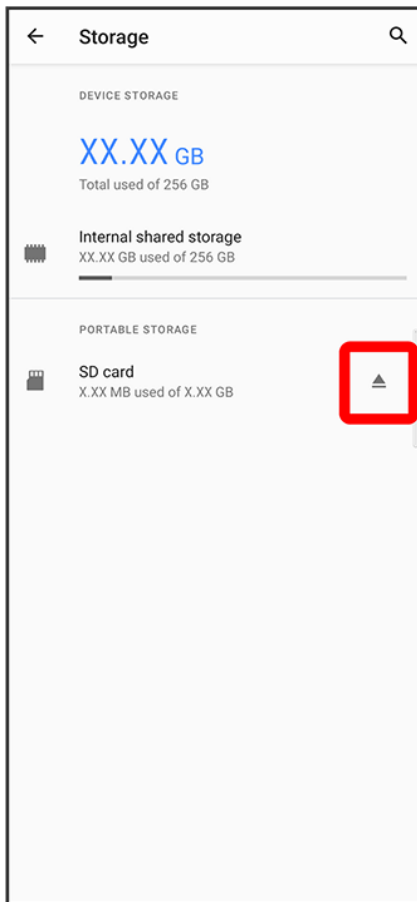 Storage
DEVICE STORAGE
XX.XX GB
Total used of 256 GB
Internal shared storage
XX.XX GB used of 256 GB
PORTABLE STORAGE
SD card
X.XX MB used of X.XX GB